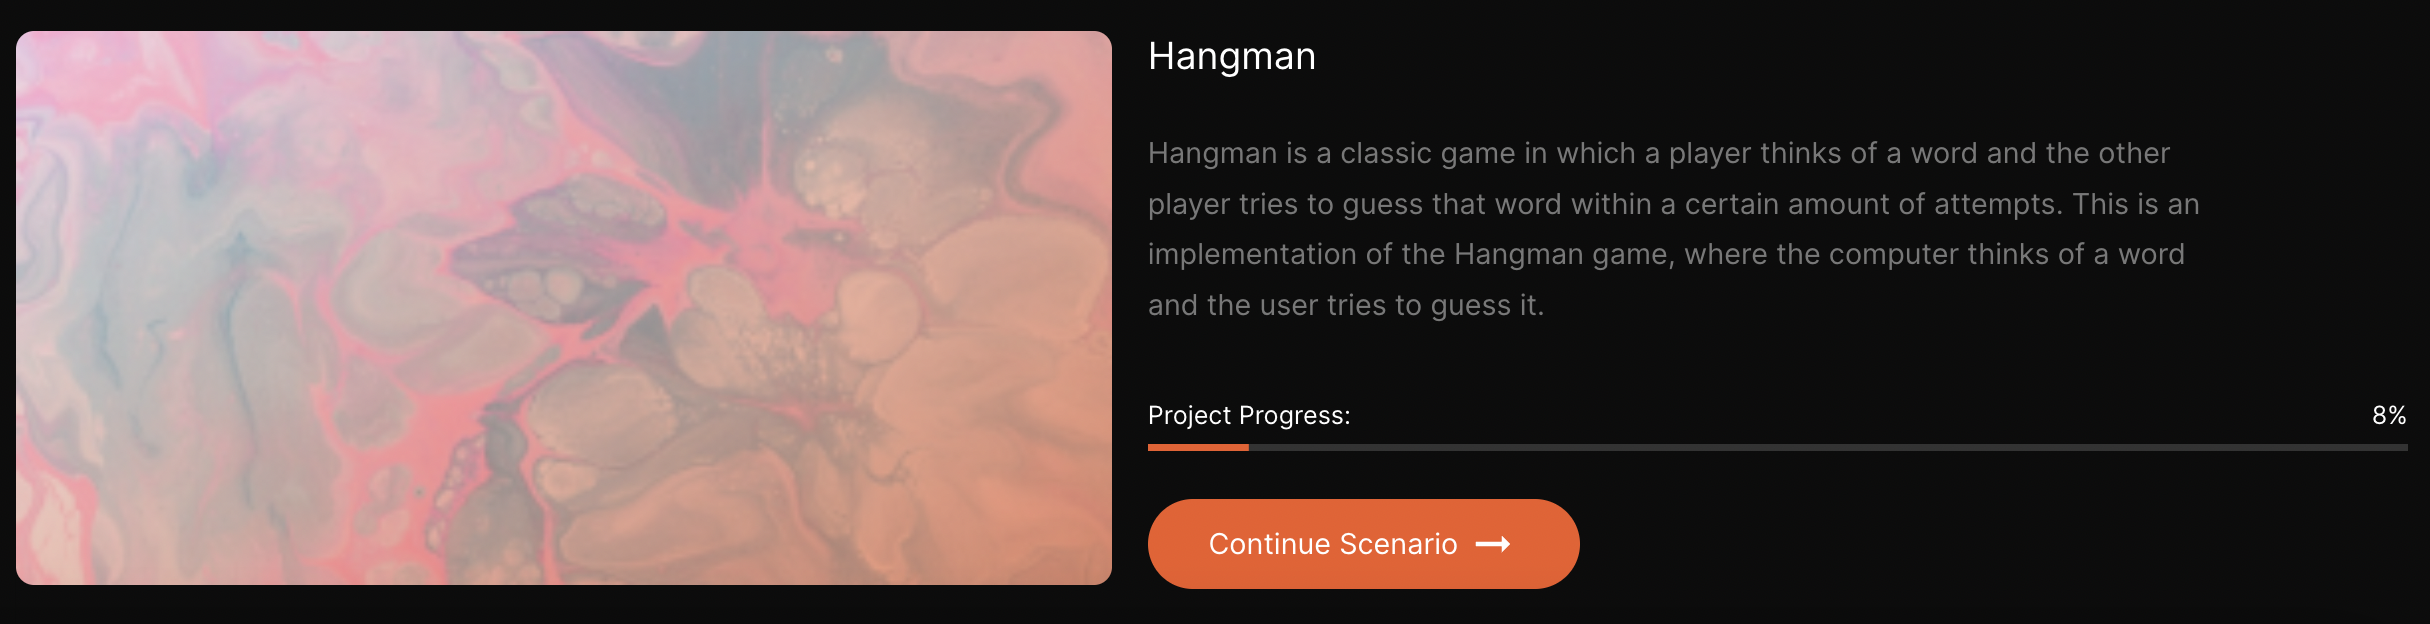 Hangman
Hangman is a classic game in which a player thinks of a word and the other
player tries to guess that word within a certain amount of attempts. This is an
implementation of the Hangman game, where the computer thinks of a word
and the user tries to guess it.
Project Progress: 8%
Continue Scenario